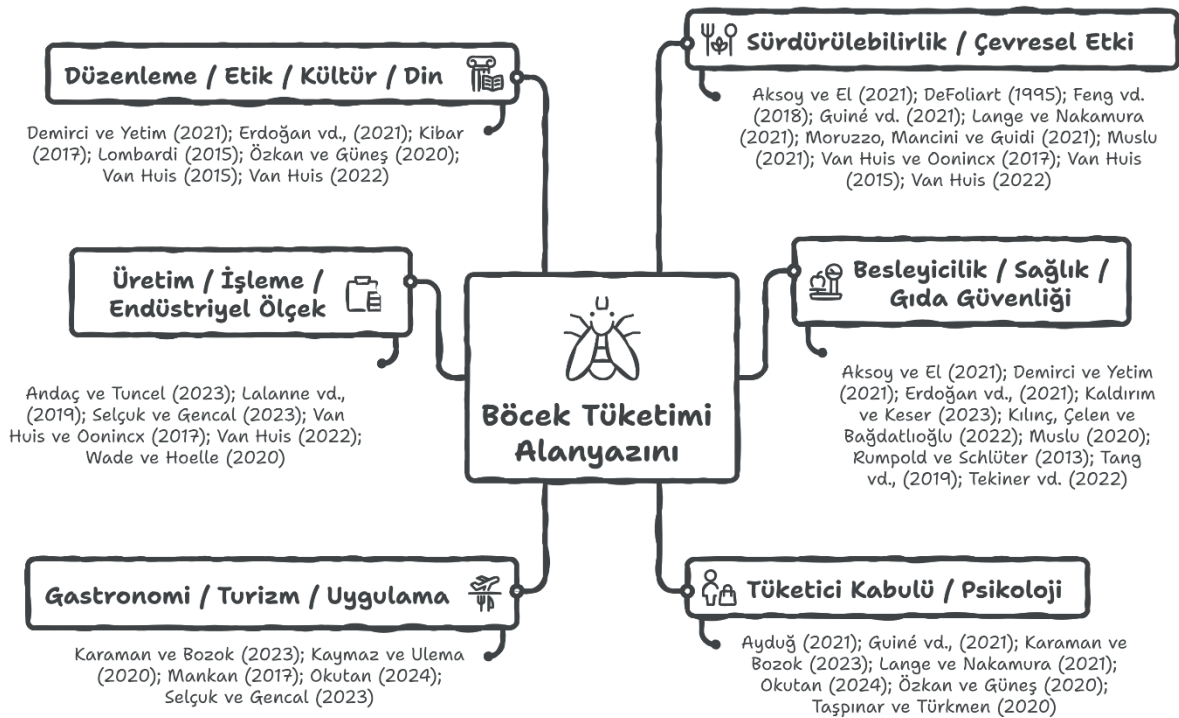 Düzenleme / Etik / Kültür / Din
Demirci ve Yetim (2021); Erdoğan vd., (2021); Kibar
(2017); Lombardi (2015); Özkan ve Güneş (2020);
Van Huis (2015); Van Huis (2022)
Sürdürülebilirlik / Çevresel Etki
Aksoy ve El (2021); DeFoliart (1995); Feng vd.
(2018); Guiné vd. (2021); Lange ve Nakamura
(2021); Moruzzo, Mancini ve Guidi (2021); Muslu
(2021); Van Huis ve Oonincx (2017); Van Huis
(2015); Van Huis (2022)
Üretim / İşleme /
Endüstriyel Ölçek
Andaç ve Tuncel (2023); Lalanne vd.,
(2019); Selçuk ve Gencal (2023); Van
Huis ve Oonincx (2017); Van Huis (2022);
Wade ve Hoelle (2020)
Böcek Tüketimi
Alanyazını
Besleyicilik / Sağlık /
Gıda Güvenliği
Aksoy ve El (2021); Demirci ve Yetim
(2021); Erdoğan vd., (2021); Kaldırım
ve Keser (2023); Kılınç, Çelen ve
Bağdatlıoğlu (2022); Muslu (2020);
Rumpold ve Schlüter (2013); Tang
vd., (2019); Tekiner vd. (2022)
Gastronomi / Turizm / Uygulama
Karaman ve Bozok (2023); Kaymaz ve Ulema
(2020); Mankan (2017); Okutan (2024);
Selçuk ve Gencal (2023)
Tüketici Kabulü / Psikoloji
Ayduğ (2021); Guiné vd., (2021); Karaman ve
Bozok (2023); Lange ve Nakamura (2021);
Okutan (2024); Özkan ve Güneş (2020);
Taşpınar ve Türkmen (2020)